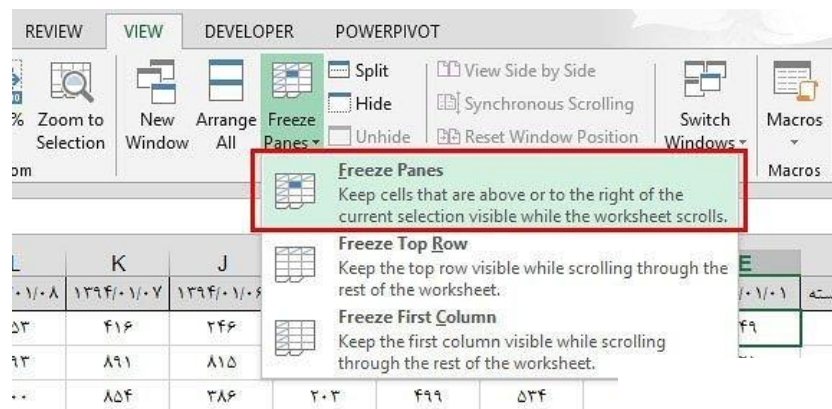 REVIEW VIEW DEVELOPER POWERPIVOT
% Zoom to Selection New Window Arrange All Freeze Panes Split Hide Unhide View Side by Side Synchronous Scrolling Reset Window Position Switch Windows Macros
om Macros
Freeze Panes
Keep cells that are above or to the right of the
current selection visible while the worksheet scrolls.
Freeze Top Row
Keep the top row visible while scrolling through the
rest of the worksheet.
Freeze First Column
Keep the first column visible while scrolling
through the rest of the worksheet.
L K J E
۱۳۹۴/۰۱/۰۷
۴۱۶ ۲۴۶ ۴۹
۸۹۱ ۸۱۵
۸۵۴ ۳۸۶ ۲۰۳ ۴۹۹ ۵۳۴